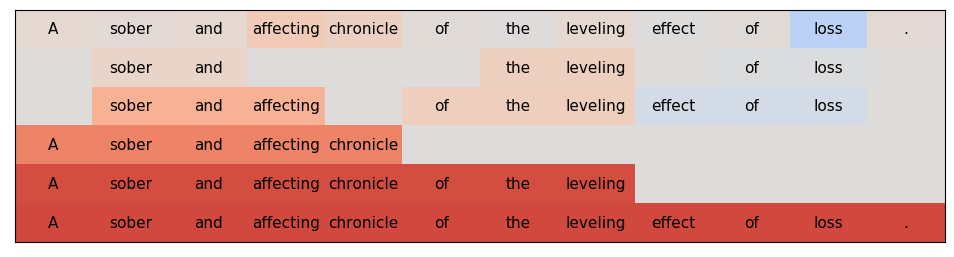 A sober and affecting chronicle of the leveling effect of loss .
sober and the leveling of loss
sober and affecting of the leveling effect of loss
A sober and affecting chronicle
A sober and affecting chronicle of the leveling
A sober and affecting chronicle of the leveling effect of loss .